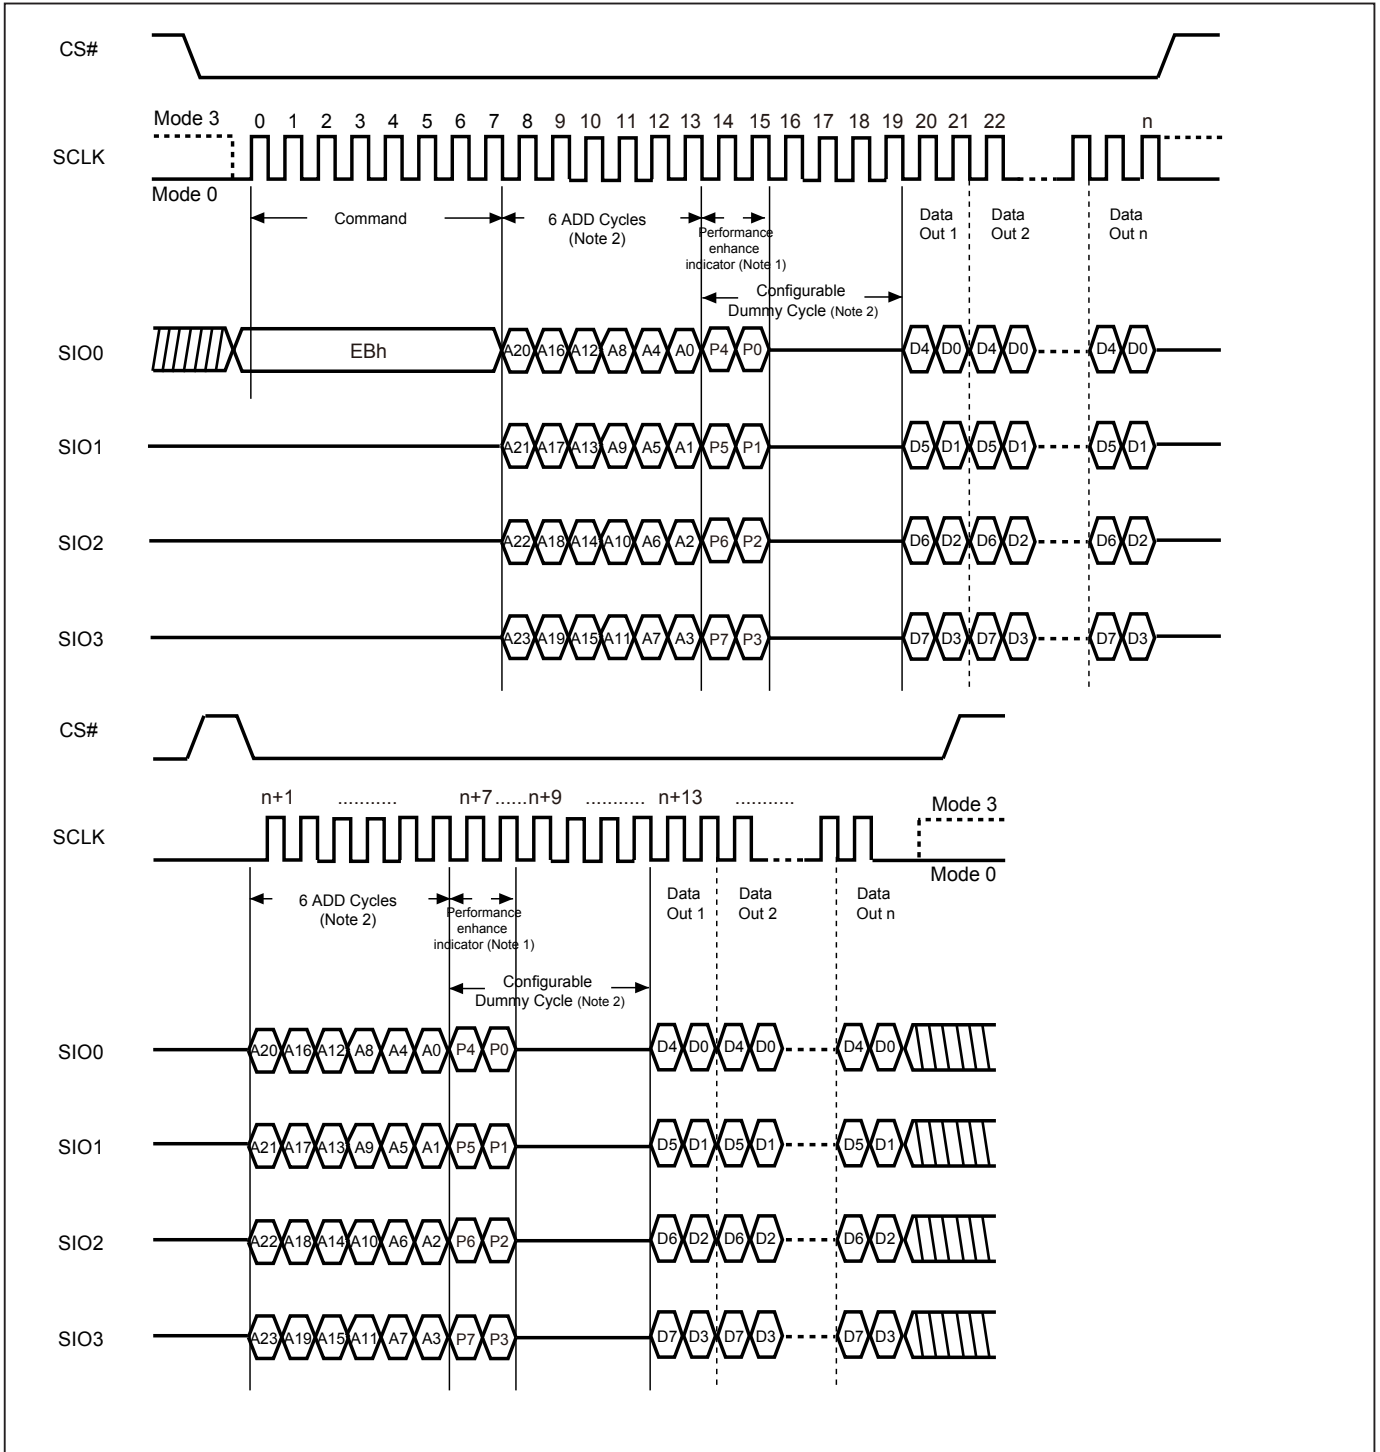 CS#
Mode 3
0 1 2 3 4 5 6 7 8 9 10 11 12 13 14 15 16 17 18 19 20 21 22 n
SCLK
Mode 0
Command
6 ADD Cycles
(Note 2)
Performance
enhance
indicator (Note 1)
Data
Out 1
Data
Out 2
Data
Out n
Configurable
Dummy Cycle (Note 2)
SIO0 EBh A20 A16 A12 A8 A4 A0 P4 P0 D4 D0 D4 D0 D4 D0
SIO1 A21 A17 A13 A9 A5 A1 P5 P1 D5 D1 D5 D1 D5 D1
SIO2 A22 A18 A14 A10 A6 A2 P6 P2 D6 D2 D6 D2 D6 D2
SIO3 A23 A19 A15 A11 A7 A3 P7 P3 D7 D3 D7 D3 D7 D3
CS#
n+1 ........... n+7......n+9 ........... n+13 ...........
Mode 3
SCLK
Mode 0
6 ADD Cycles
(Note 2)
Performance
enhance
indicator (Note 1)
Data
Out 1
Data
Out 2
Data
Out n
Configurable
Dummy Cycle (Note 2)
SIO0 A20 A16 A12 A8 A4 A0 P4 P0 D4 D0 D4 D0 D4 D0
SIO1 A21 A17 A13 A9 A5 A1 P5 P1 D5 D1 D5 D1 D5 D1
SIO2 A22 A18 A14 A10 A6 A2 P6 P2 D6 D2 D6 D2 D6 D2
SIO3 A23 A19 A15 A11 A7 A3 P7 P3 D7 D3 D7 D3 D7 D3